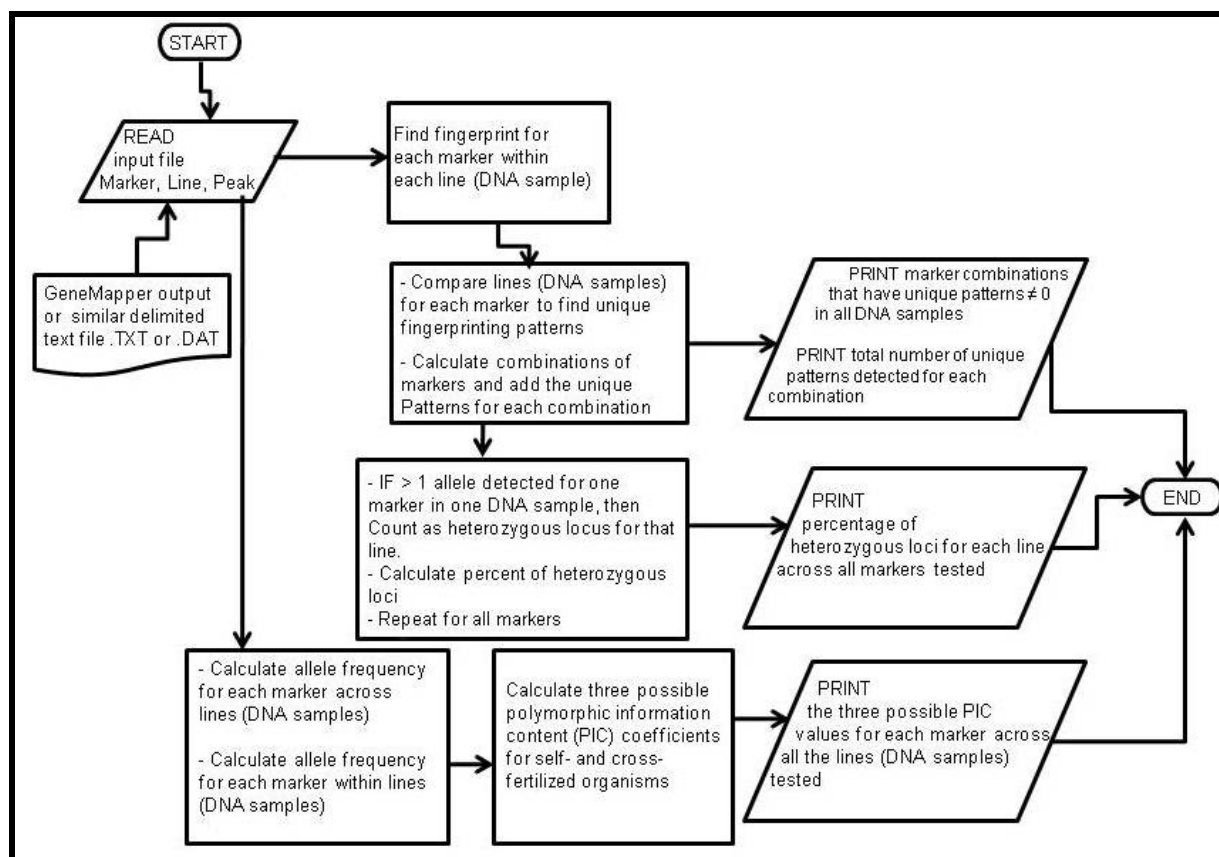 START
READ
input file
Marker, Line, Peak
GeneMapper output
or similar delimited
text file .TXT or .DAT
Find fingerprint for
each marker within
each line (DNA sample)
- Compare lines (DNA samples)
for each marker to find unique
fingerprinting patterns
- Calculate combinations of
markers and add the unique
Patterns for each combination
PRINT marker combinations
that have unique patterns ≠ 0
in all DNA samples
PRINT total number of unique
patterns detected for each
combination
- IF > 1 allele detected for one
marker in one DNA sample, then
Count as heterozygous locus for that
line.
- Calculate percent of heterozygous
loci
- Repeat for all markers
PRINT
percentage of
heterozygous loci for each line
across all markers tested
END
- Calculate allele frequency
for each marker across
lines (DNA samples)
- Calculate allele frequency
for each marker within lines
(DNA samples)
Calculate three possible
polymorphic information
content (PIC) coefficients
for self- and cross-
fertilized organisms
PRINT
the three possible PIC
values for each marker across
all the lines (DNA samples)
tested